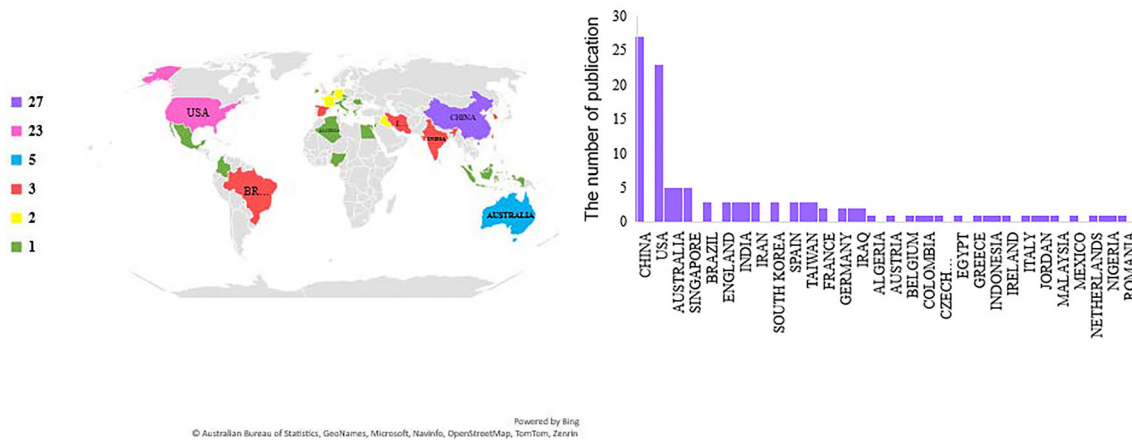 27
23
5
3
2
1
USA
CHINA
INDIA
I...
BR...
AUSTRALIA
Powered by Bing
© Australian Bureau of Statistics, GeoNames, Microsoft, Navinfo, OpenStreetMap, TomTom, Zenrin
The number of publication
30
25
20
15
10
5
0
CHINA
USA
AUSTRALIA
SINGAPORE
BRAZIL
ENGLAND
INDIA
IRAN
SOUTH KOREA
SPAIN
TAIWAN
FRANCE
GERMANY
IRAQ
ALGERIA
AUSTRIA
BELGIUM
COLOMBIA
CZECH...
EGYPT
GREECE
INDONESIA
IRELAND
ITALY
JORDAN
MALAYSIA
MEXICO
NETHERLANDS
NIGERIA
ROMANIA